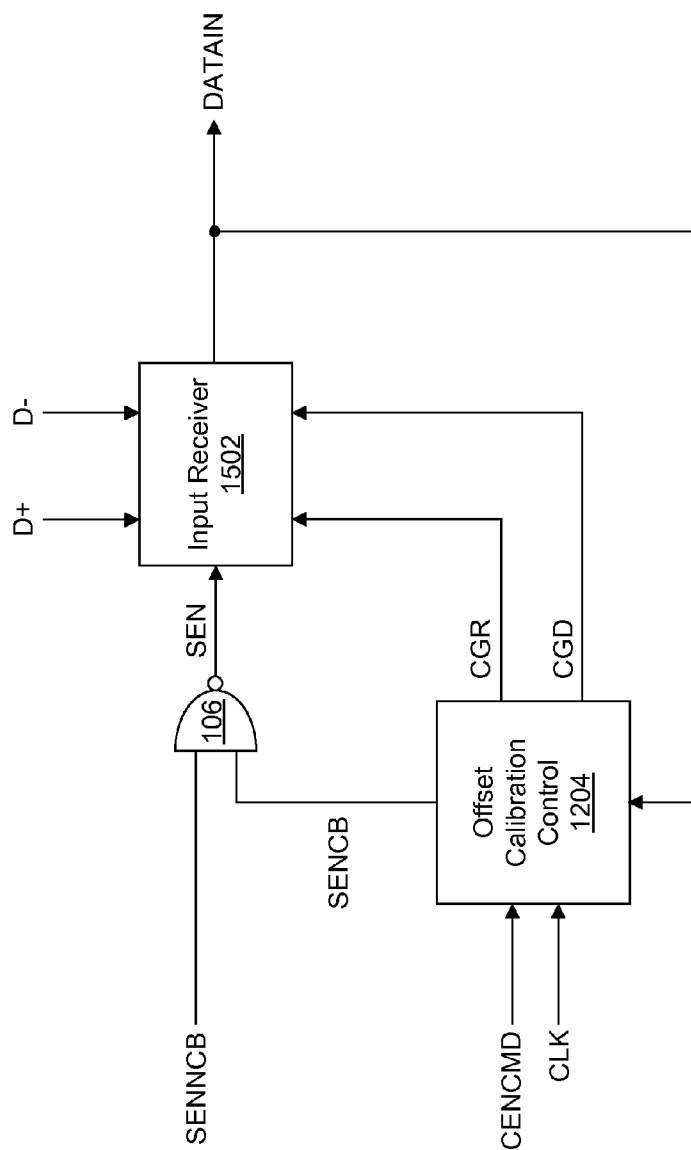 D+
D-
Input Receiver
1502
DATAIN
SEN
106
SENNCB
SENCB
CGR
CGD
Offset
Calibration
Control
1204
CENCMD
CLK